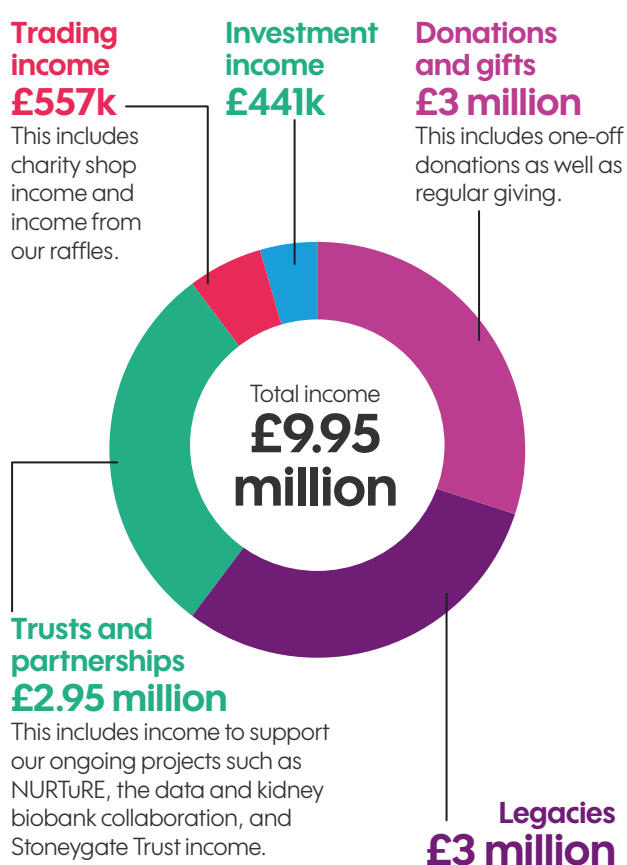 Trading
income
£557k
This includes
charity shop
income and
income from
our raffles.
Investment
income
£441k
Donations
and gifts
£3 million
This includes one-off
donations as well as
regular giving.
Total income
£9.95
million
Trusts and
partnerships
£2.95 million
This includes income to support
our ongoing projects such as
NURTuRE, the data and kidney
biobank collaboration, and
Stoneygate Trust income.
Legacies
£3 million